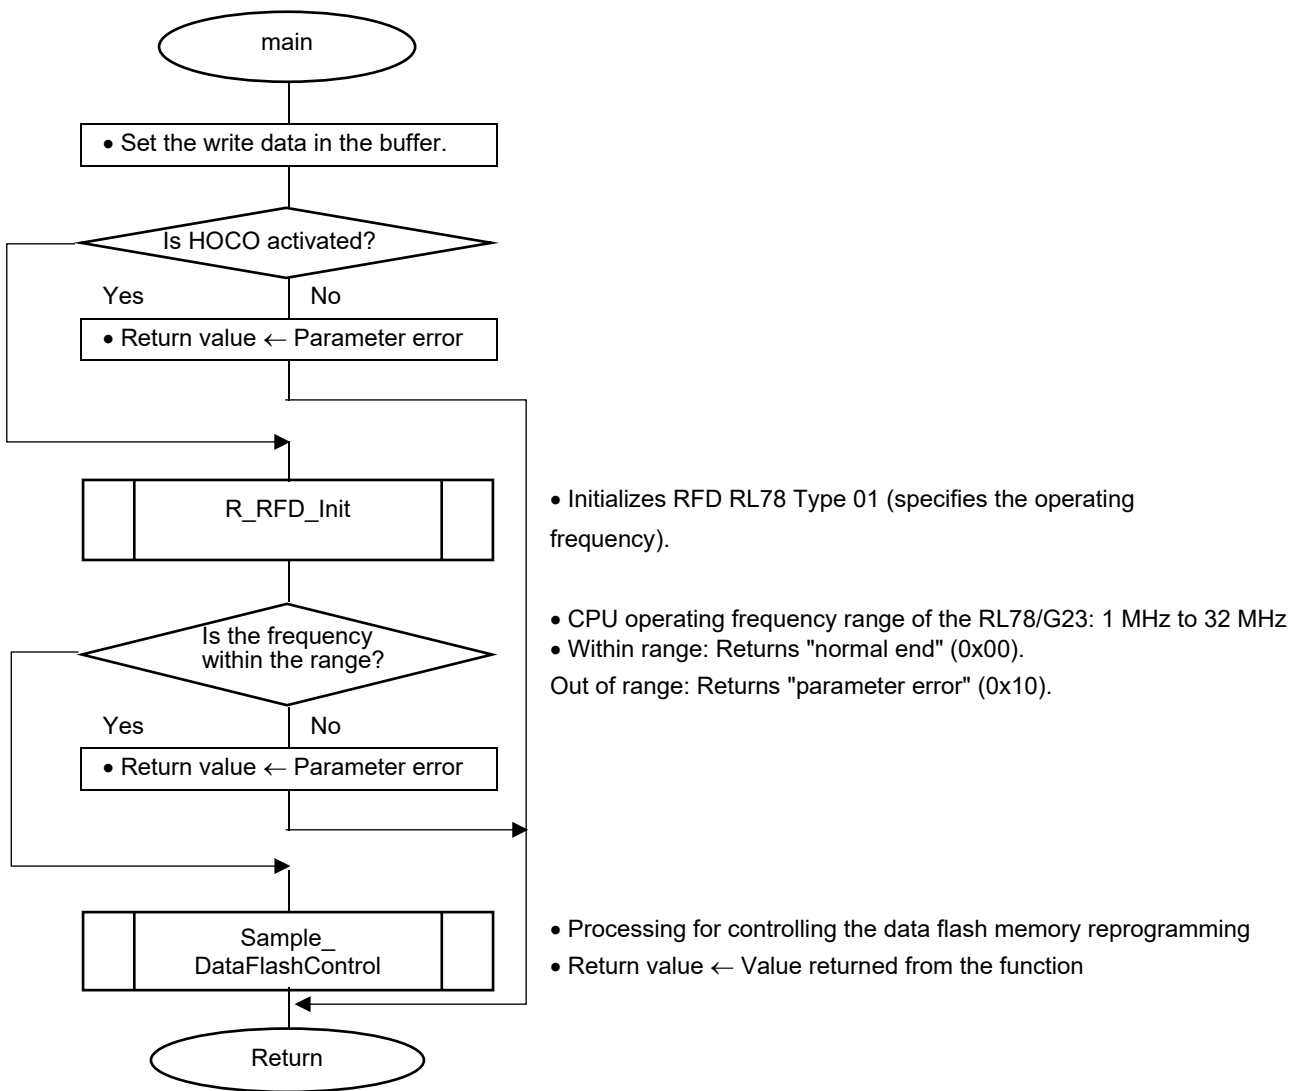 main
• Set the write data in the buffer.
Is HOCO activated?
Yes
No
• Return value ← Parameter error
R_RFD_Init
• Initializes RFD RL78 Type 01 (specifies the operating
frequency).
Is the frequency
within the range?
• CPU operating frequency range of the RL78/G23: 1 MHz to 32 MHz
• Within range: Returns "normal end" (0x00).
Out of range: Returns "parameter error" (0x10).
Yes
No
• Return value ← Parameter error
Sample_
DataFlashControl
• Processing for controlling the data flash memory reprogramming
• Return value ← Value returned from the function
Return